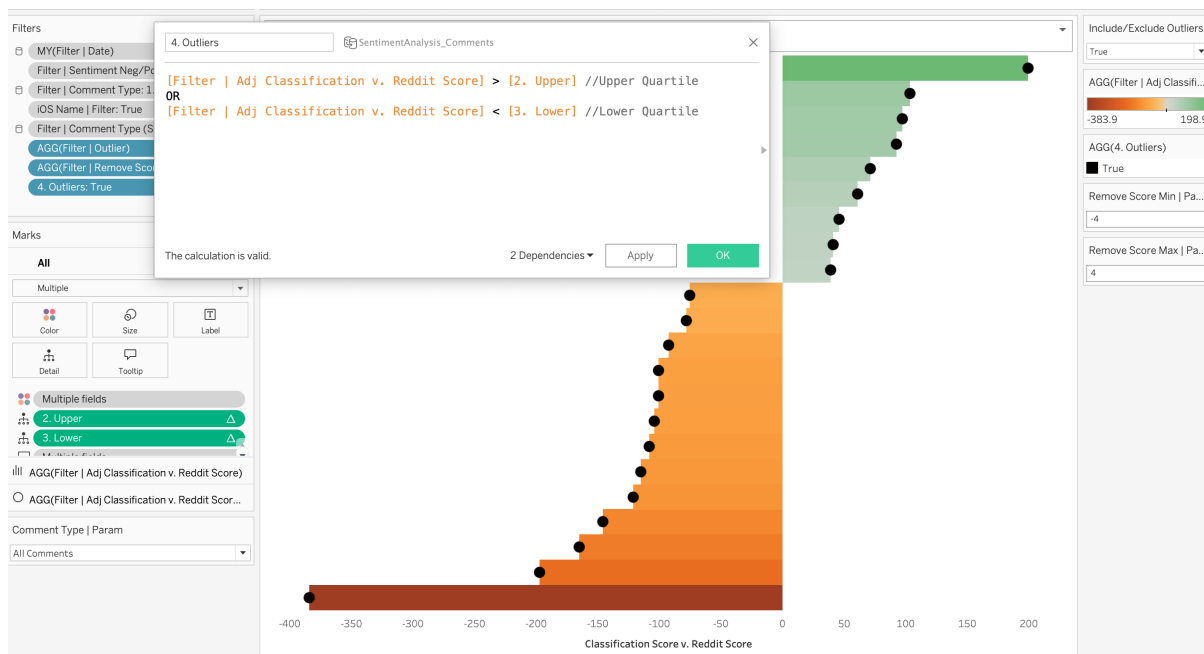 Filters
MY(Filter | Date)
Filter | Sentiment Neg/Po
Filter | Comment Type: 1.
iOS Name | Filter: True
Filter | Comment Type (S
AGG(Filter | Outlier)
AGG(Filter | Remove Scor
4. Outliers: True
Marks
All
Multiple
Color
Size
Label
Detail
Tooltip
Multiple fields
2. Upper
3. Lower
Multiple fields
AGG(Filter | Adj Classification v. Reddit Score)
AGG(Filter | Adj Classification v. Reddit Scor...
Comment Type | Param
All Comments
4. Outliers
SentimentAnalysis_Comments
[Filter | Adj Classification v. Reddit Score] > [2. Upper] //Upper Quartile
OR
[Filter | Adj Classification v. Reddit Score] < [3. Lower] //Lower Quartile
The calculation is valid.
2 Dependencies
Apply
OK
-400 -350 -300 -250 -200 -150 -100 -50 0 50 100 150 200
Classification Score v. Reddit Score
Include/Exclude Outliers
True
AGG(Filter | Adj Classifi...
-383.9 198.9
AGG(4. Outliers)
True
Remove Score Min | Pa...
-4
Remove Score Max | Pa...
4